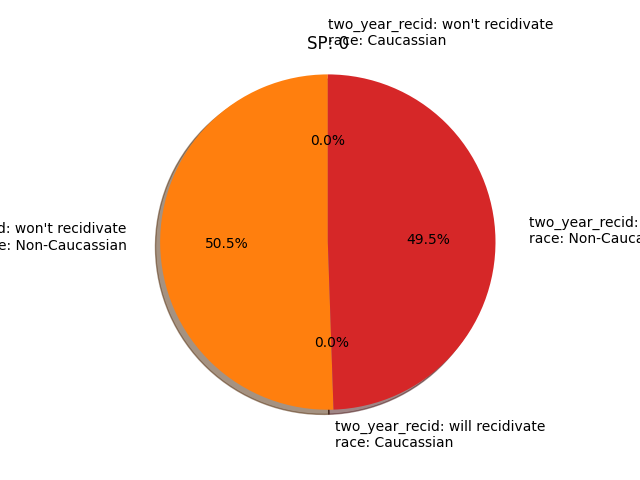 two_year_recid: won't recidivate
race: Caucassian
SP: 0
0.0%
d: won't recidivate
e: Non-Caucassian
50.5%
49.5%
two_year_recid:
race: Non-Cauca
0.0%
two_year_recid: will recidivate
race: Caucassian